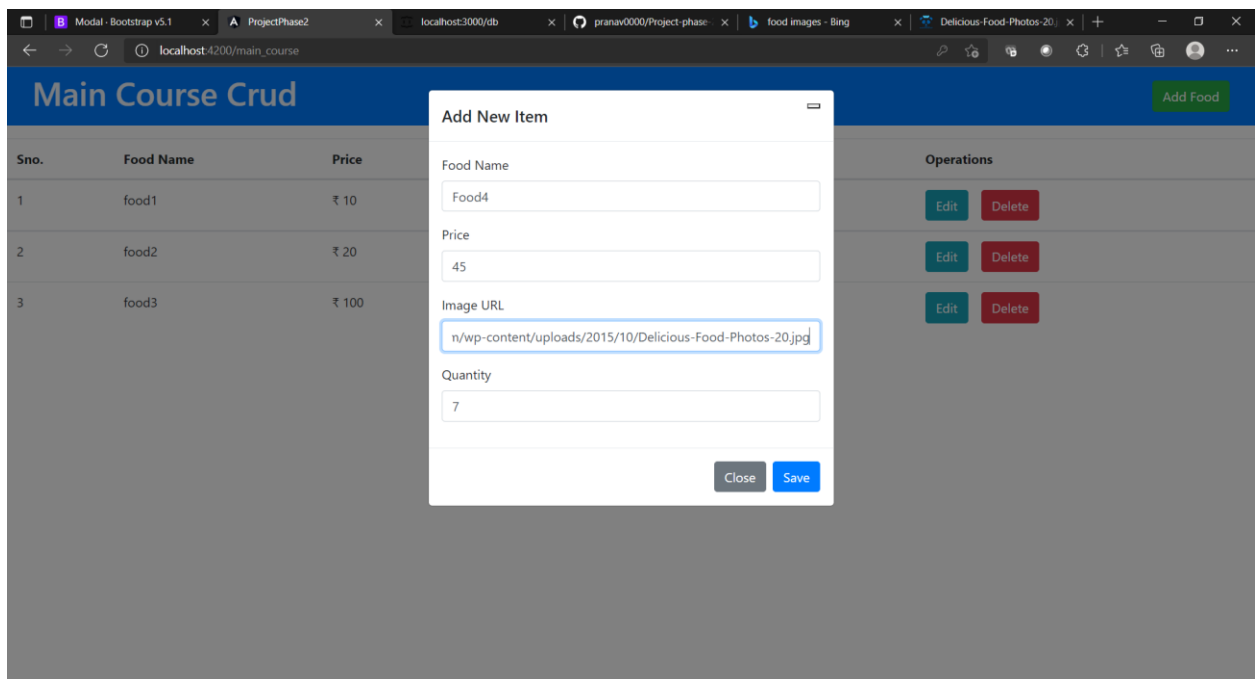 Modal · Bootstrap v5.1
ProjectPhase2
localhost:3000/db
pranav0000/Project-phase-
food images - Bing
Delicious-Food-Photos-20.j
localhost:4200/main_course
Main Course Crud
Add Food
Add New Item
Sno. Food Name Price Operations
1 food1 ₹ 10 Edit Delete
2 food2 ₹ 20 Edit Delete
3 food3 ₹ 100 Edit Delete
Food Name
Food4
Price
45
Image URL
n/wp-content/uploads/2015/10/Delicious-Food-Photos-20.jpg
Quantity
7
Close Save